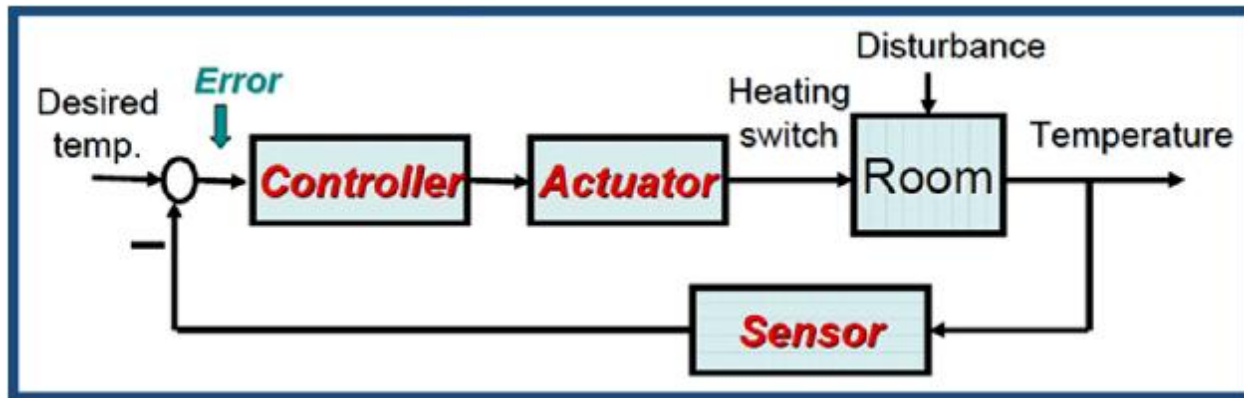 Disturbance
Error
Heating
switch
Desired
temp.
Temperature
Controller
Actuator
Room
–
Sensor